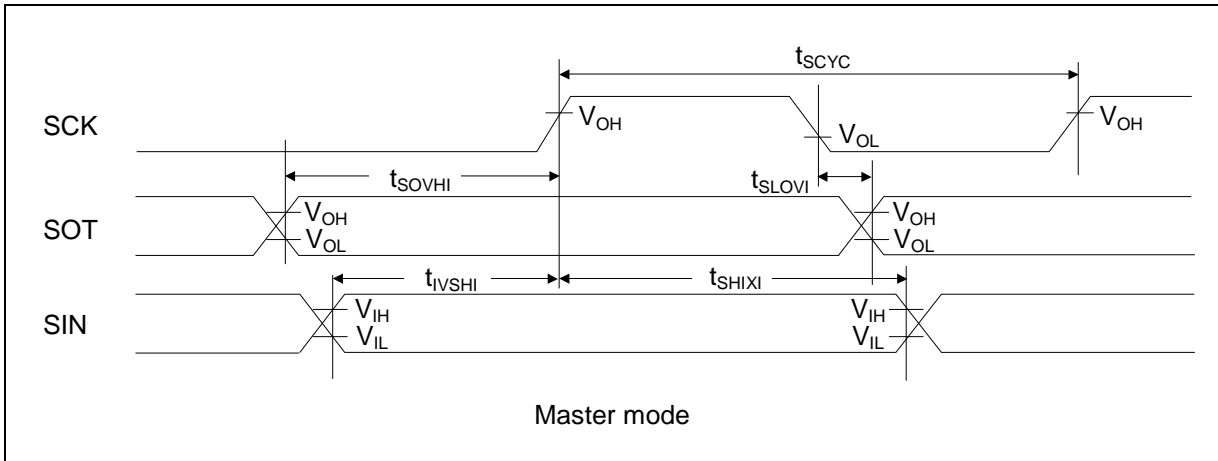 tSCYC
SCK
VOH
VOL
VOH
tSOVHI
tSLOVI
SOT
VOH
VOL
VOH
VOL
tIVSHI
tSHIXI
SIN
VIH
VIL
VIH
VIL
Master mode